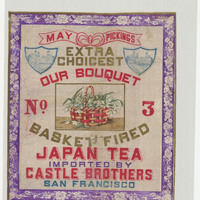 MAY PICKINGS
EXTRA
CHOICEST
OUR BOUQUET
No 3
BASKET FIRED
JAPAN TEA
IMPORTED BY
CASTLE BROTHERS
SAN FRANCISCO